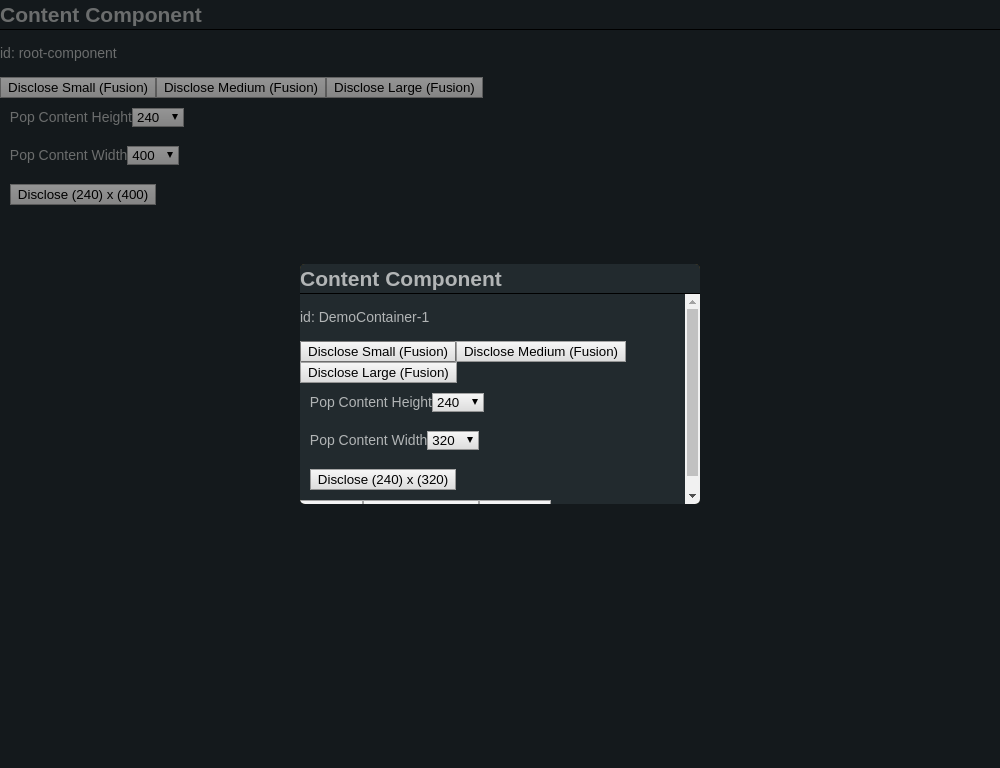 Content Component
id: root-component
Disclose Small (Fusion) Disclose Medium (Fusion) Disclose Large (Fusion)
Pop Content Height 240
Pop Content Width 400
Disclose (240) x (400)
Content Component
id: DemoContainer-1
Disclose Small (Fusion) Disclose Medium (Fusion)
Disclose Large (Fusion)
Pop Content Height 240
Pop Content Width 320
Disclose (240) x (320)